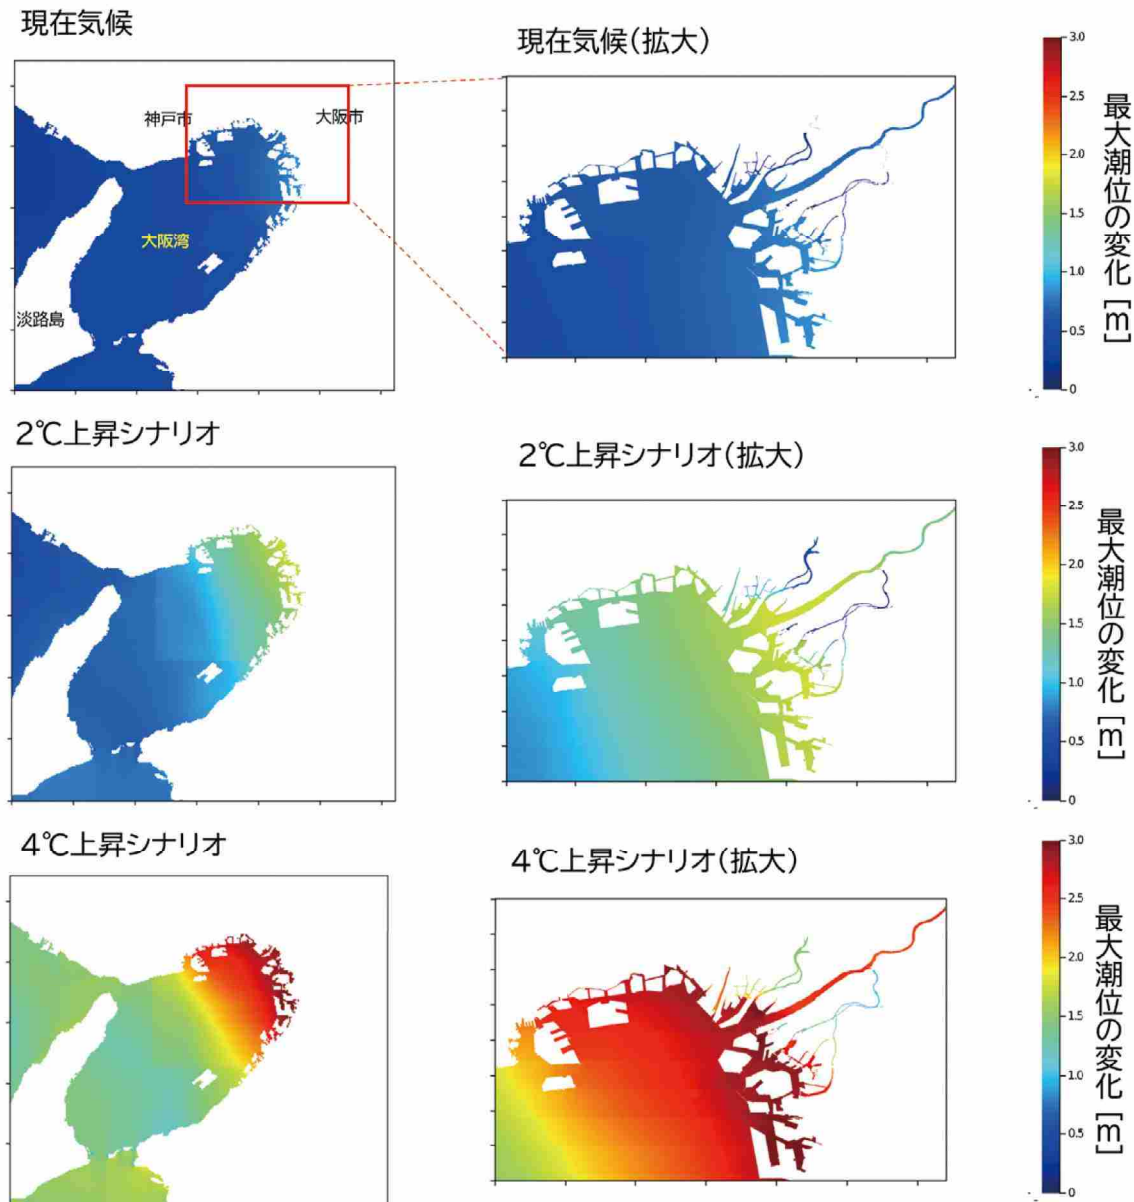 現在気候
現在気候(拡大)
神戸市
大阪市
大阪湾
淡路島
3.0
2.5
2.0
1.5
1.0
0.5
0
最大潮位の変化 [m]
2℃上昇シナリオ
2℃上昇シナリオ(拡大)
3.0
2.5
2.0
1.5
1.0
0.5
0
最大潮位の変化 [m]
4℃上昇シナリオ
4℃上昇シナリオ(拡大)
3.0
2.5
2.0
1.5
1.0
0.5
0
最大潮位の変化 [m]